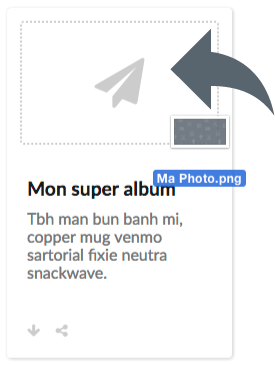 Ma Photo.png
Mon super album
Tbh man bun banh mi,
copper mug venmo
sartorial fixie neutra
snackwave.